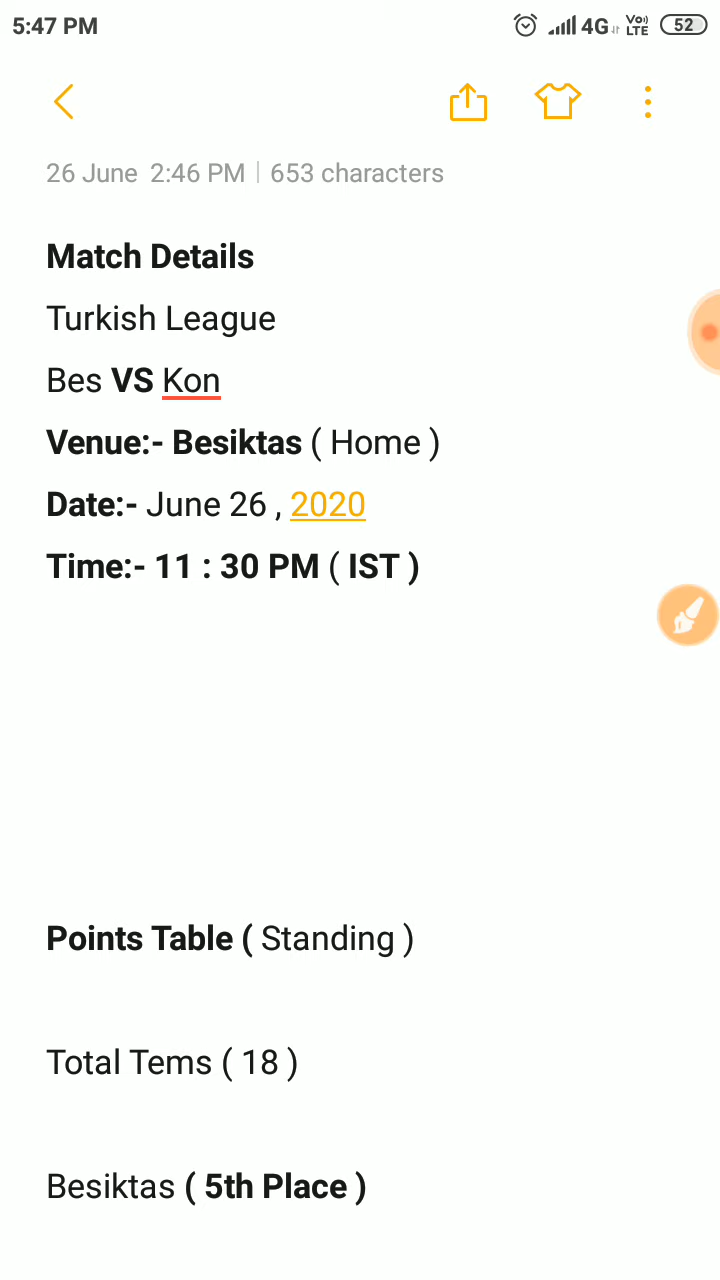 5:47 PM 4G Vo)) LTE 52
26 June 2:46 PM | 653 characters
Match Details
Turkish League
Bes VS Kon
Venue:- Besiktas ( Home )
Date:- June 26 , 2020
Time:- 11 : 30 PM ( IST )
Points Table ( Standing )
Total Tems ( 18 )
Besiktas ( 5th Place )